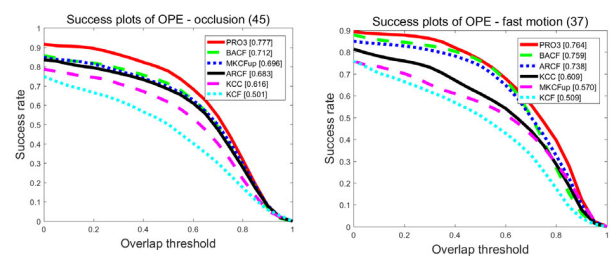 Success plots of OPE - occlusion (45)
Success rate
0.9
0.8
0.7
0.6
0.5
0.4
0.3
0.2
0.1
0
PRO3 [0.777]
BACF [0.712]
MKCFup [0.696]
ARCF [0.683]
KCC [0.616]
KCF [0.501]
0 0.2 0.4 0.6 0.8 1
Overlap threshold
Success plots of OPE - fast motion (37)
Success rate
0.9
0.8
0.7
0.6
0.5
0.4
0.3
0.2
0.1
0
PRO3 [0.764]
BACF [0.759]
ARCF [0.738]
KCC [0.609]
MKCFup [0.570]
KCF [0.509]
0 0.2 0.4 0.6 0.8 1
Overlap threshold